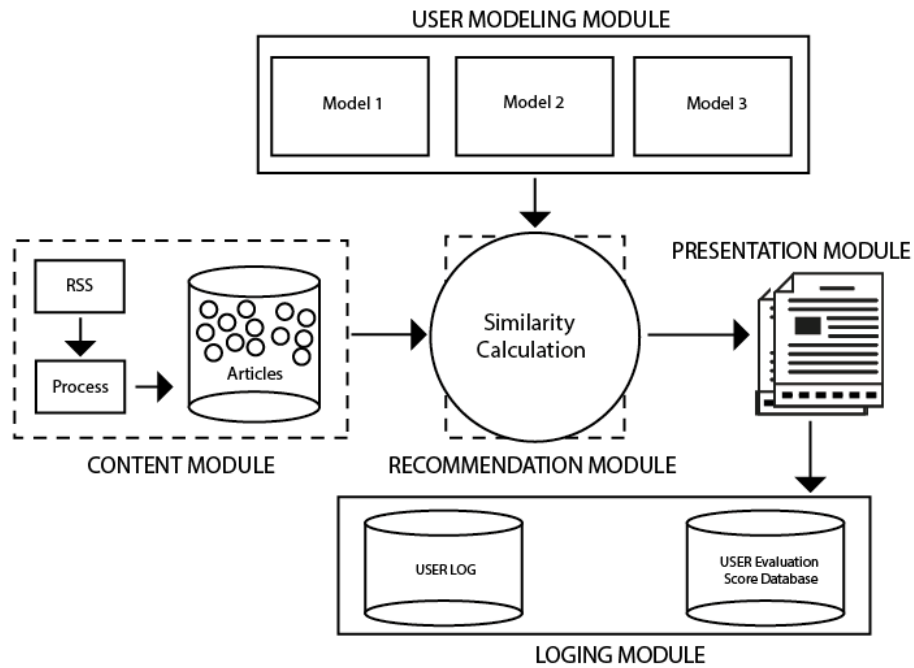 USER MODELING MODULE
Model 1
Model 2
Model 3
PRESENTATION MODULE
RSS
Process
Articles
Similarity
Calculation
CONTENT MODULE
RECOMMENDATION MODULE
USER LOG
USER Evaluation
Score Database
LOGING MODULE